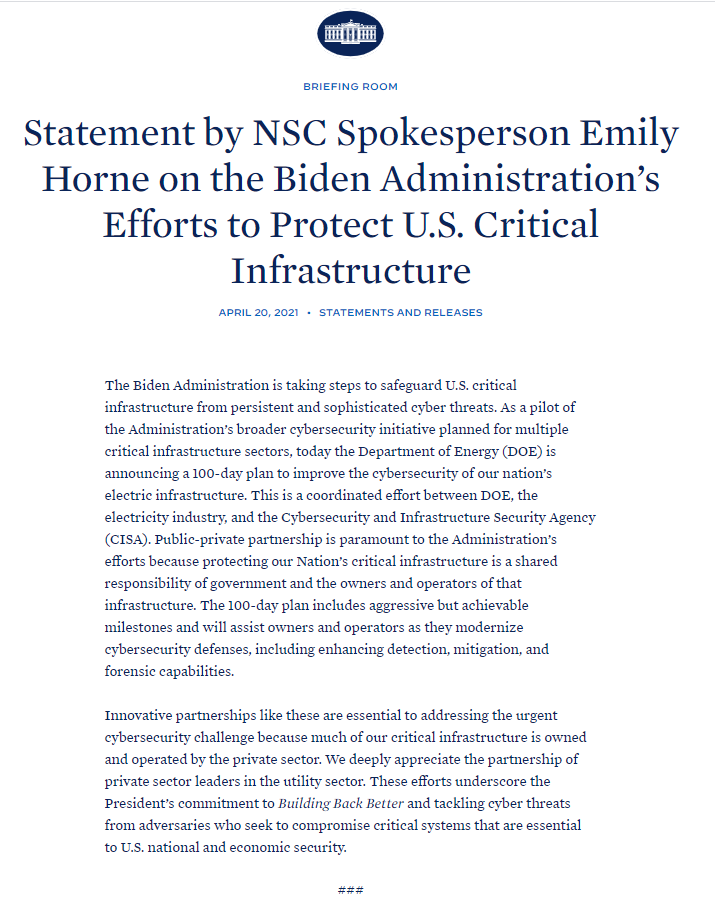 BRIEFING ROOM
Statement by NSC Spokesperson Emily
Horne on the Biden Administration’s
Efforts to Protect U.S. Critical
Infrastructure
APRIL 20, 2021 • STATEMENTS AND RELEASES
The Biden Administration is taking steps to safeguard U.S. critical
infrastructure from persistent and sophisticated cyber threats. As a pilot of
the Administration’s broader cybersecurity initiative planned for multiple
critical infrastructure sectors, today the Department of Energy (DOE) is
announcing a 100-day plan to improve the cybersecurity of our nation’s
electric infrastructure. This is a coordinated effort between DOE, the
electricity industry, and the Cybersecurity and Infrastructure Security Agency
(CISA). Public-private partnership is paramount to the Administration’s
efforts because protecting our Nation’s critical infrastructure is a shared
responsibility of government and the owners and operators of that
infrastructure. The 100-day plan includes aggressive but achievable
milestones and will assist owners and operators as they modernize
cybersecurity defenses, including enhancing detection, mitigation, and
forensic capabilities.
Innovative partnerships like these are essential to addressing the urgent
cybersecurity challenge because much of our critical infrastructure is owned
and operated by the private sector. We deeply appreciate the partnership of
private sector leaders in the utility sector. These efforts underscore the
President’s commitment to Building Back Better and tackling cyber threats
from adversaries who seek to compromise critical systems that are essential
to U.S. national and economic security.
###